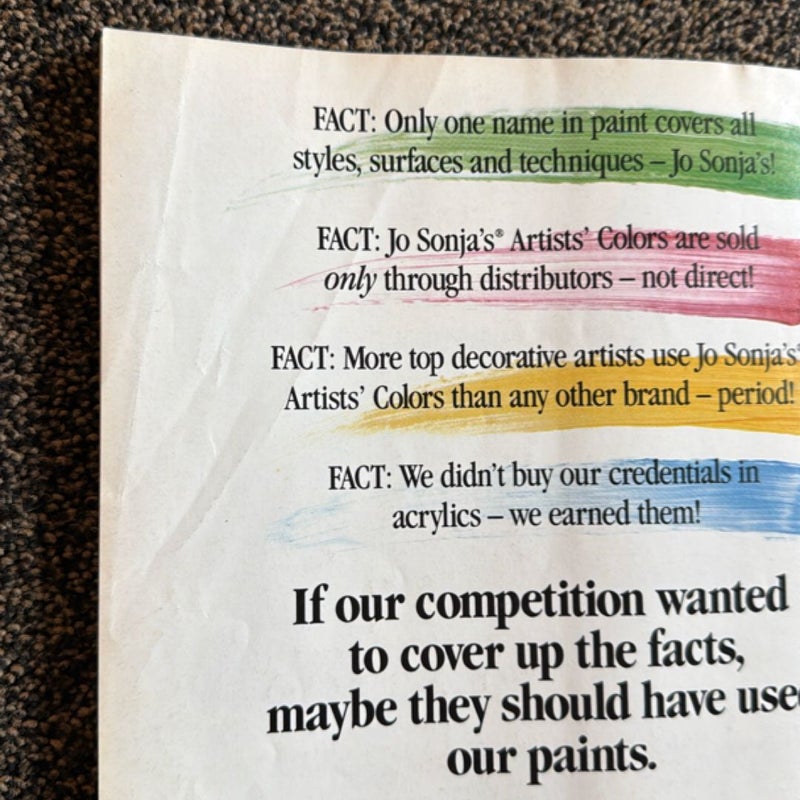 FACT: Only one name in paint covers all
styles, surfaces and techniques – Jo Sonja's!
FACT: Jo Sonja's® Artists' Colors are sold
only through distributors – not direct!
FACT: More top decorative artists use Jo Sonja's®
Artists' Colors than any other brand – period!
FACT: We didn't buy our credentials in
acrylics – we earned them!
If our competition wanted
to cover up the facts,
maybe they should have used
our paints.